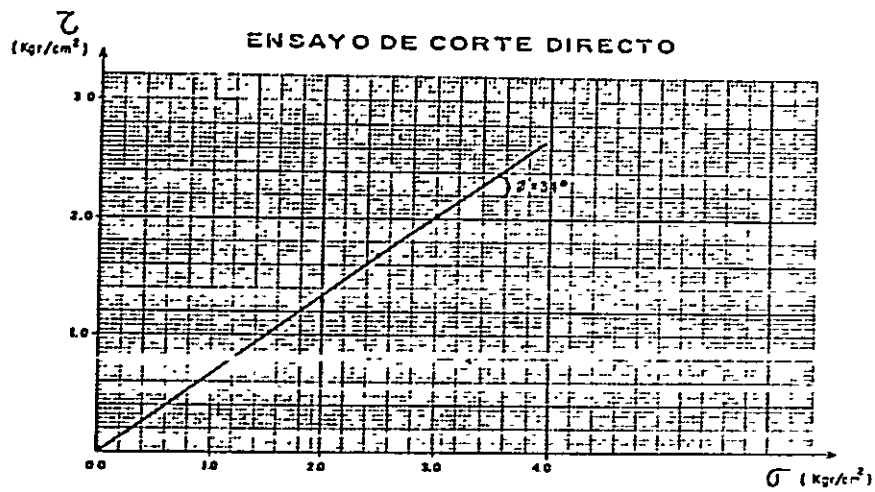 τ
(Kgr/cm²)
ENSAYO DE CORTE DIRECTO
3.0
2.0
1.0
0.0 1.0 2.0 3.0 4.0
σ (Kgr/cm²)